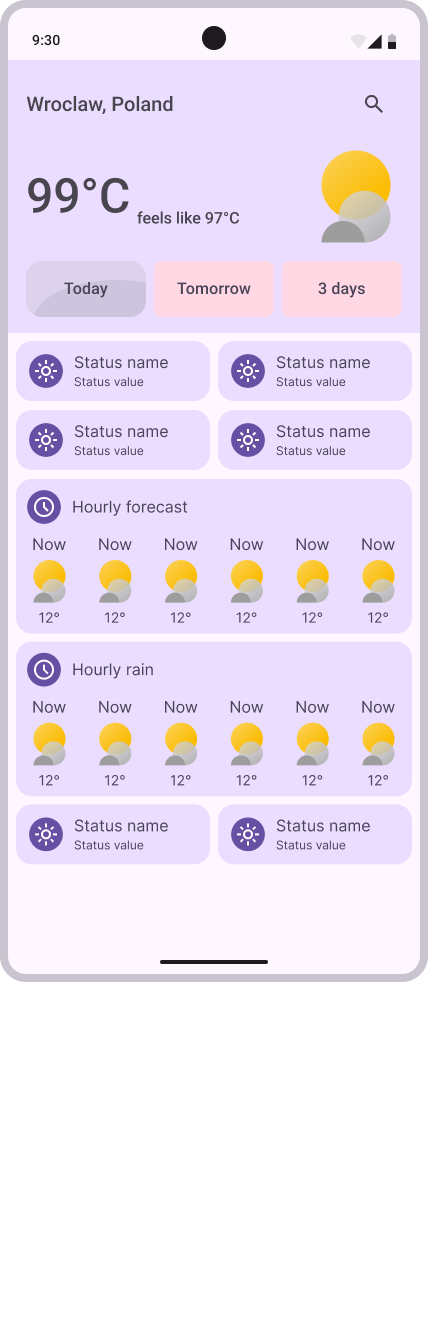 9:30
Wroclaw, Poland
99°C feels like 97°C
Today Tomorrow 3 days
Status name Status name
Status value Status value
Status name Status name
Status value Status value
Hourly forecast
Now Now Now Now Now Now
12° 12° 12° 12° 12° 12°
Hourly rain
Now Now Now Now Now Now
12° 12° 12° 12° 12° 12°
Status name Status name
Status value Status value